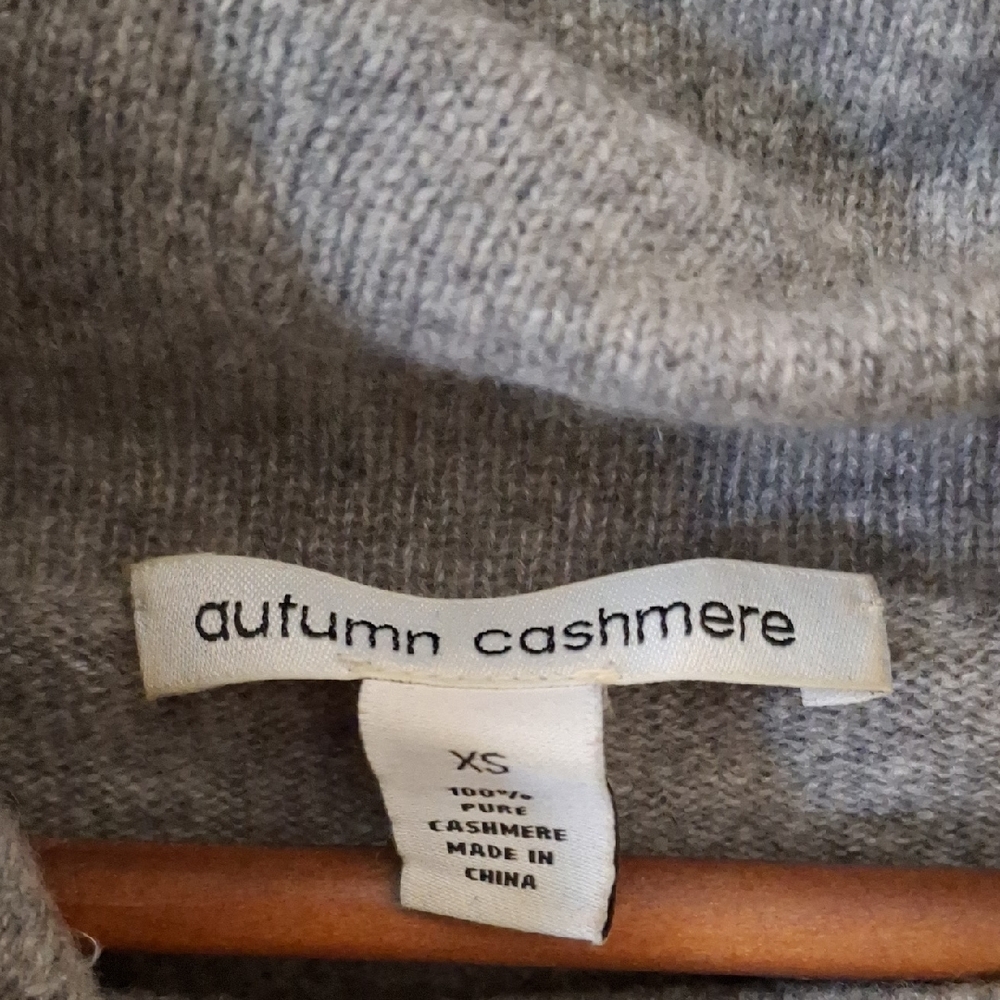 autumn cashmere
XS
100%
PURE
CASHMERE
MADE IN
CHINA